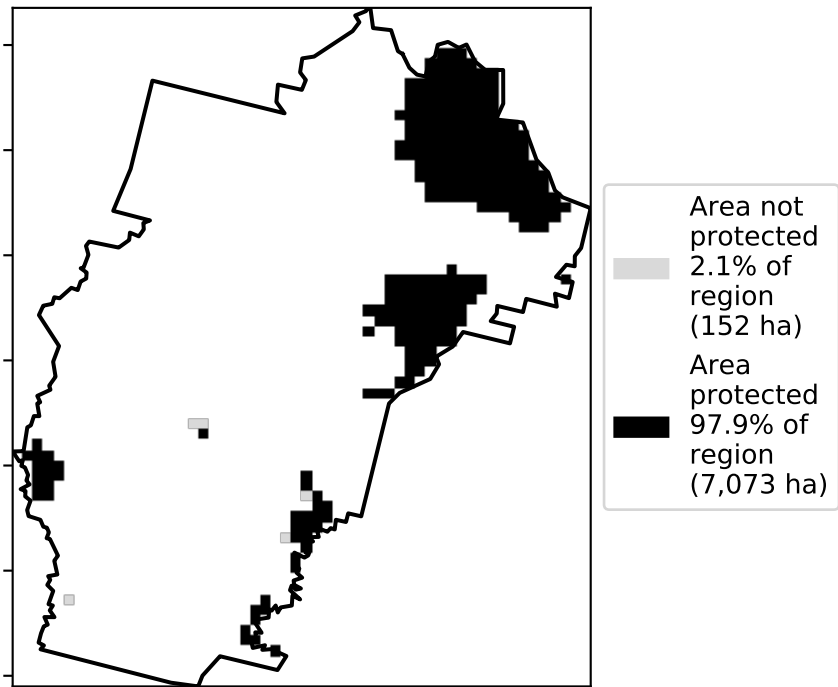 Area not
protected
2.1% of
region
(152 ha)
Area
protected
97.9% of
region
(7,073 ha)